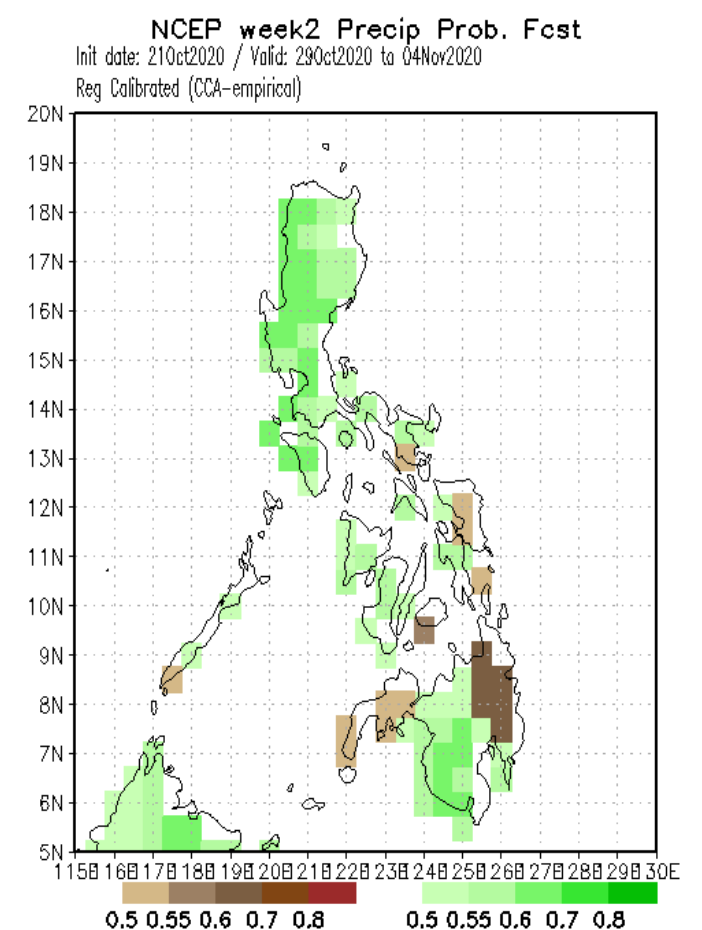 NCEP week2 Precip Prob. Fcst
Init date: 21Oct2020 / Valid: 29Oct2020 to 04Nov2020
Reg Calibrated (CCA-empirical)
20N
19N
18N
17N
16N
15N
14N
13N
12N
11N
10N
9N
8N
7N
6N
5N
115E 116E 117E 118E 119E 120E 121E 122E 123E 124E 125E 126E 127E 128E 129E 130E
0.5 0.55 0.6 0.7 0.8 0.5 0.55 0.6 0.7 0.8